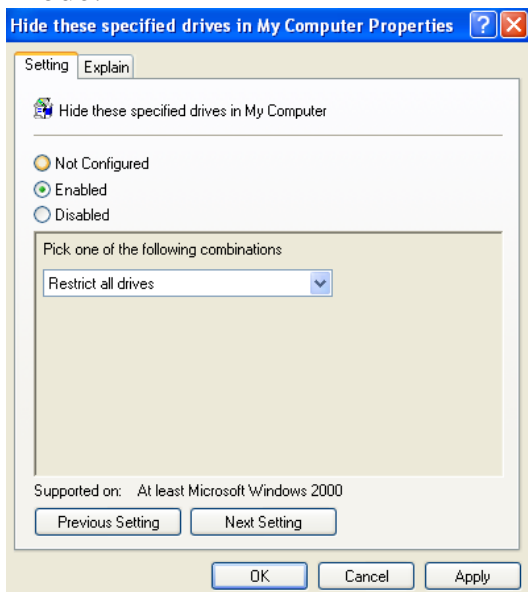 Hide these specified drives in My Computer Properties
Setting Explain
Hide these specified drives in My Computer
Not Configured
Enabled
Disabled
Pick one of the following combinations
Restrict all drives
Supported on: At least Microsoft Windows 2000
Previous Setting Next Setting
OK Cancel Apply